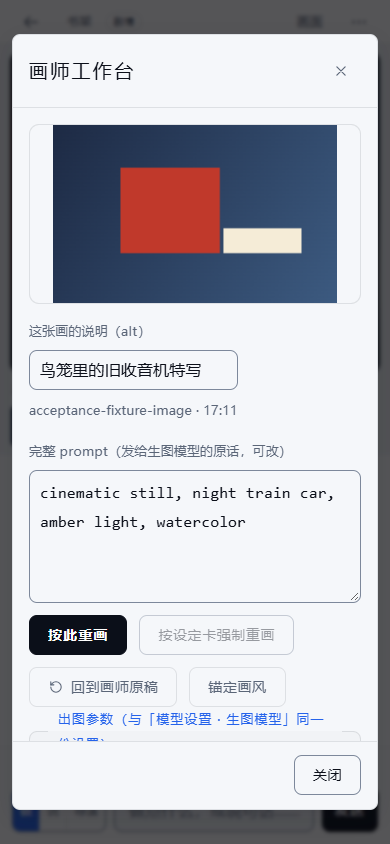 画师工作台
这张画的说明（alt）
鸟笼里的旧收音机特写
acceptance-fixture-image · 17:11
完整 prompt（发给生图模型的原话，可改）
cinematic still, night train car,
amber light, watercolor
按此重画
按设定卡强制重画
回到画师原稿
锚定画风
出图参数（与「模型设置 · 生图模型」同一
关闭